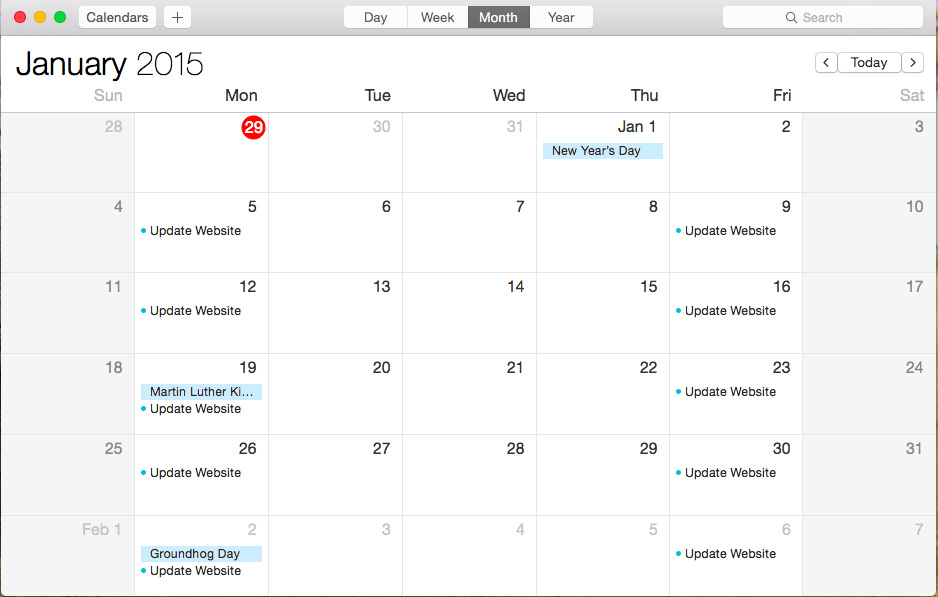 Calendars + Day Week Month Year Search
January 2015
< Today >
Sun Mon Tue Wed Thu Fri Sat
28 29 30 31 Jan 1 2 3
New Year's Day
4 5 6 7 8 9 10
Update Website Update Website
11 12 13 14 15 16 17
Update Website Update Website
18 19 20 21 22 23 24
Martin Luther Ki... Update Website
Update Website
25 26 27 28 29 30 31
Update Website Update Website
Feb 1 2 3 4 5 6 7
Groundhog Day Update Website
Update Website